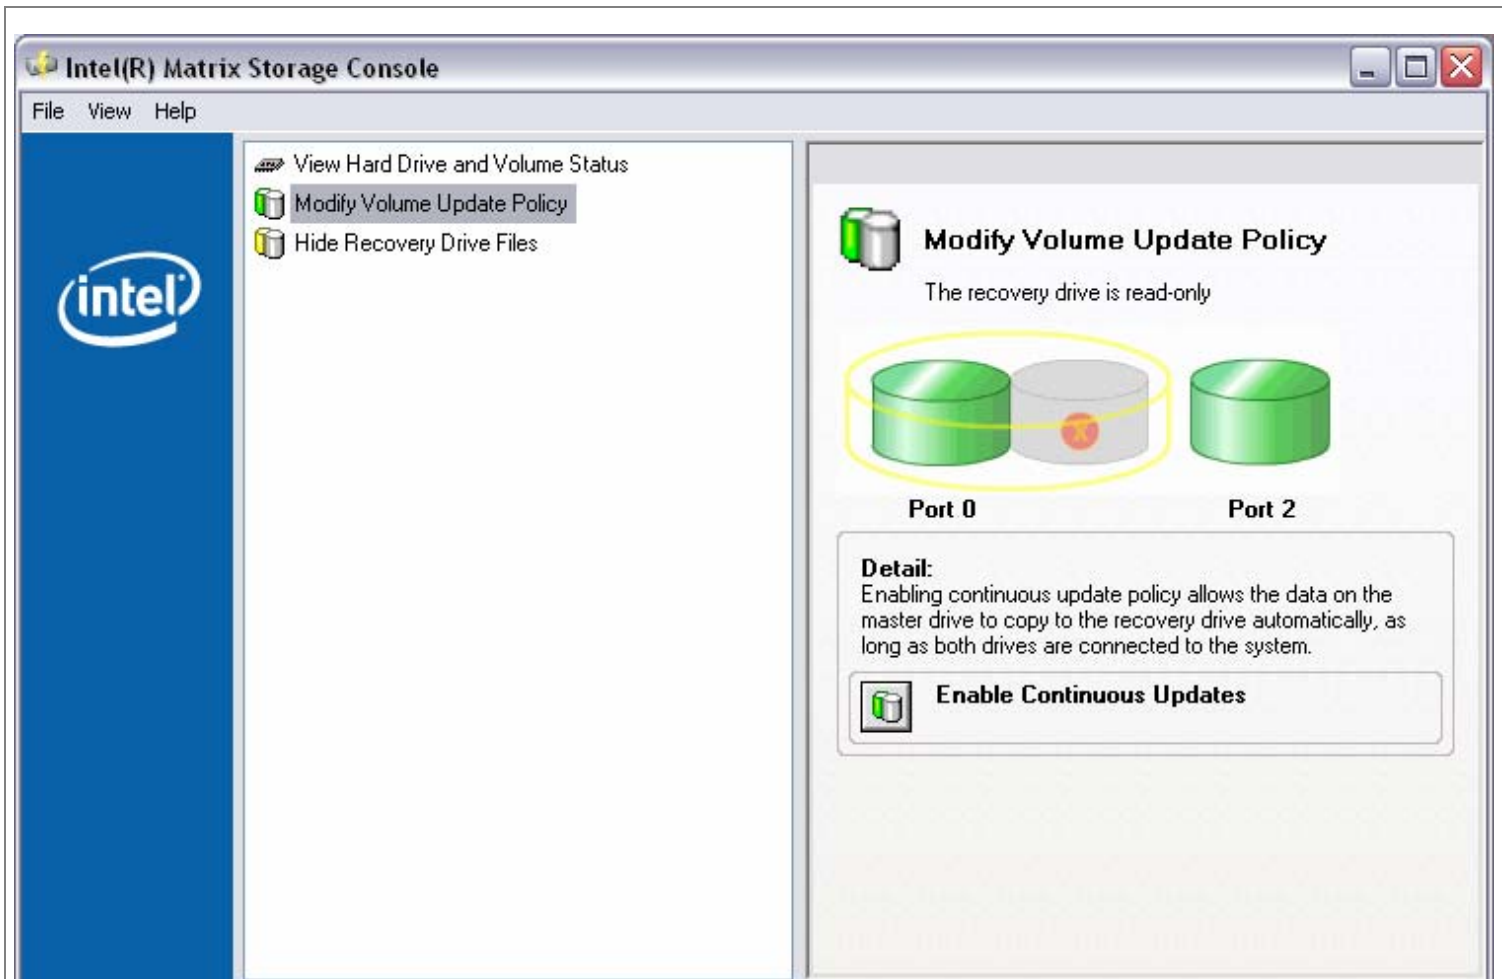 Intel(R) Matrix Storage Console
File View Help
intel
View Hard Drive and Volume Status
Modify Volume Update Policy
Hide Recovery Drive Files
Modify Volume Update Policy
The recovery drive is read-only
x
Port 0 Port 2
Detail:
Enabling continuous update policy allows the data on the
master drive to copy to the recovery drive automatically, as
long as both drives are connected to the system.
Enable Continuous Updates